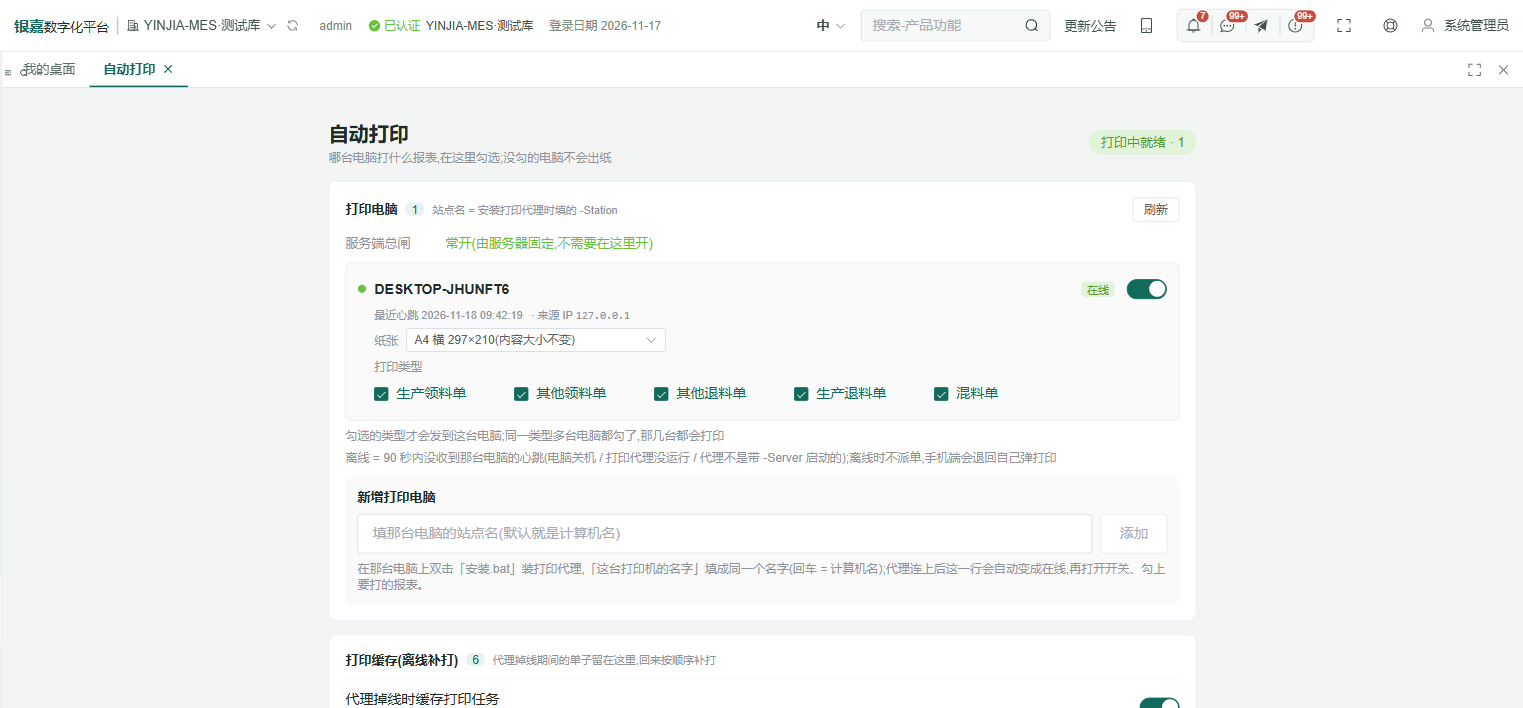 银嘉数字化平台 YINJIA-MES·测试库 admin 已认证 YINJIA-MES·测试库 登录日期 2026-11-17 中 搜索-产品功能 更新公告 7 99+ 99+ 系统管理员
我的桌面 自动打印
自动打印
打印中就绪 · 1
哪台电脑打什么报表,在这里勾选;没勾的电脑不会出纸
打印电脑 1 站点名 = 安装打印代理时填的 -Station 刷新
服务端总闸 常开(由服务器固定,不需要在这里开)
DESKTOP-JHUNFT6 在线
最近心跳 2026-11-18 09:42:19 · 来源 IP 127.0.0.1
纸张 A4 横 297×210(内容大小不变)
打印类型
生产领料单 其他领料单 其他退料单 生产退料单 混料单
勾选的类型才会发到这台电脑;同一类型多台电脑都勾了,那几台都会打印
离线 = 90 秒内没收到那台电脑的心跳(电脑关机 / 打印代理没运行 / 代理不是带 -Server 启动的);离线时不派单,手机端会退回自己弹打印
新增打印电脑
填那台电脑的站点名(默认就是计算机名) 添加
在那台电脑上双击「安装.bat」装打印代理,「这台打印机的名字」填成同一个名字(回车 = 计算机名);代理连上后这一行会自动变成在线,再打开开关、勾上
要打的报表。
打印缓存(离线补打) 6 代理掉线期间的单子留在这里,回来按顺序补打
代理掉线时缓存打印任务